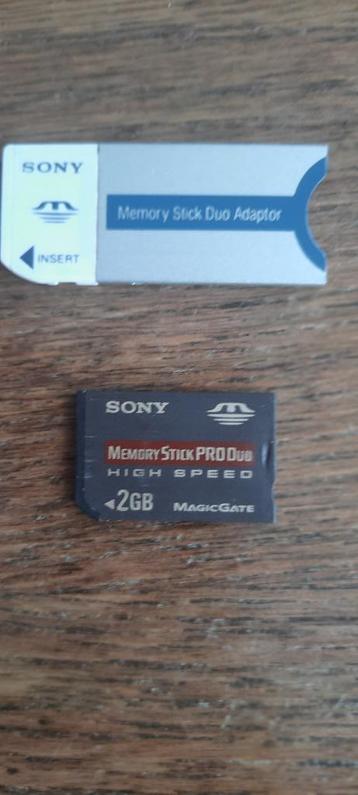 SONY
Memory Stick Duo Adaptor
INSERT
SONY
MEMORY STICK PRO DUO
HIGH SPEED
2GB MAGICGATE